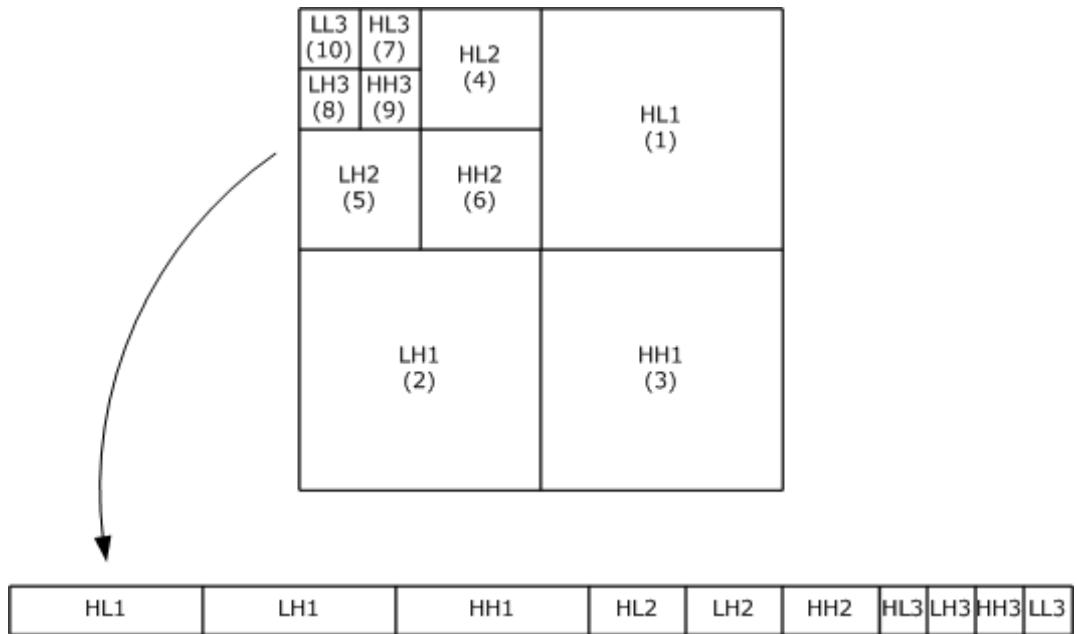 LL3
(10)
HL3
(7)
HL2
(4)
HL1
(1)
LH3
(8)
HH3
(9)
LH2
(5)
HH2
(6)
LH1
(2)
HH1
(3)
HL1 LH1 HH1 HL2 LH2 HH2 HL3 LH3 HH3 LL3